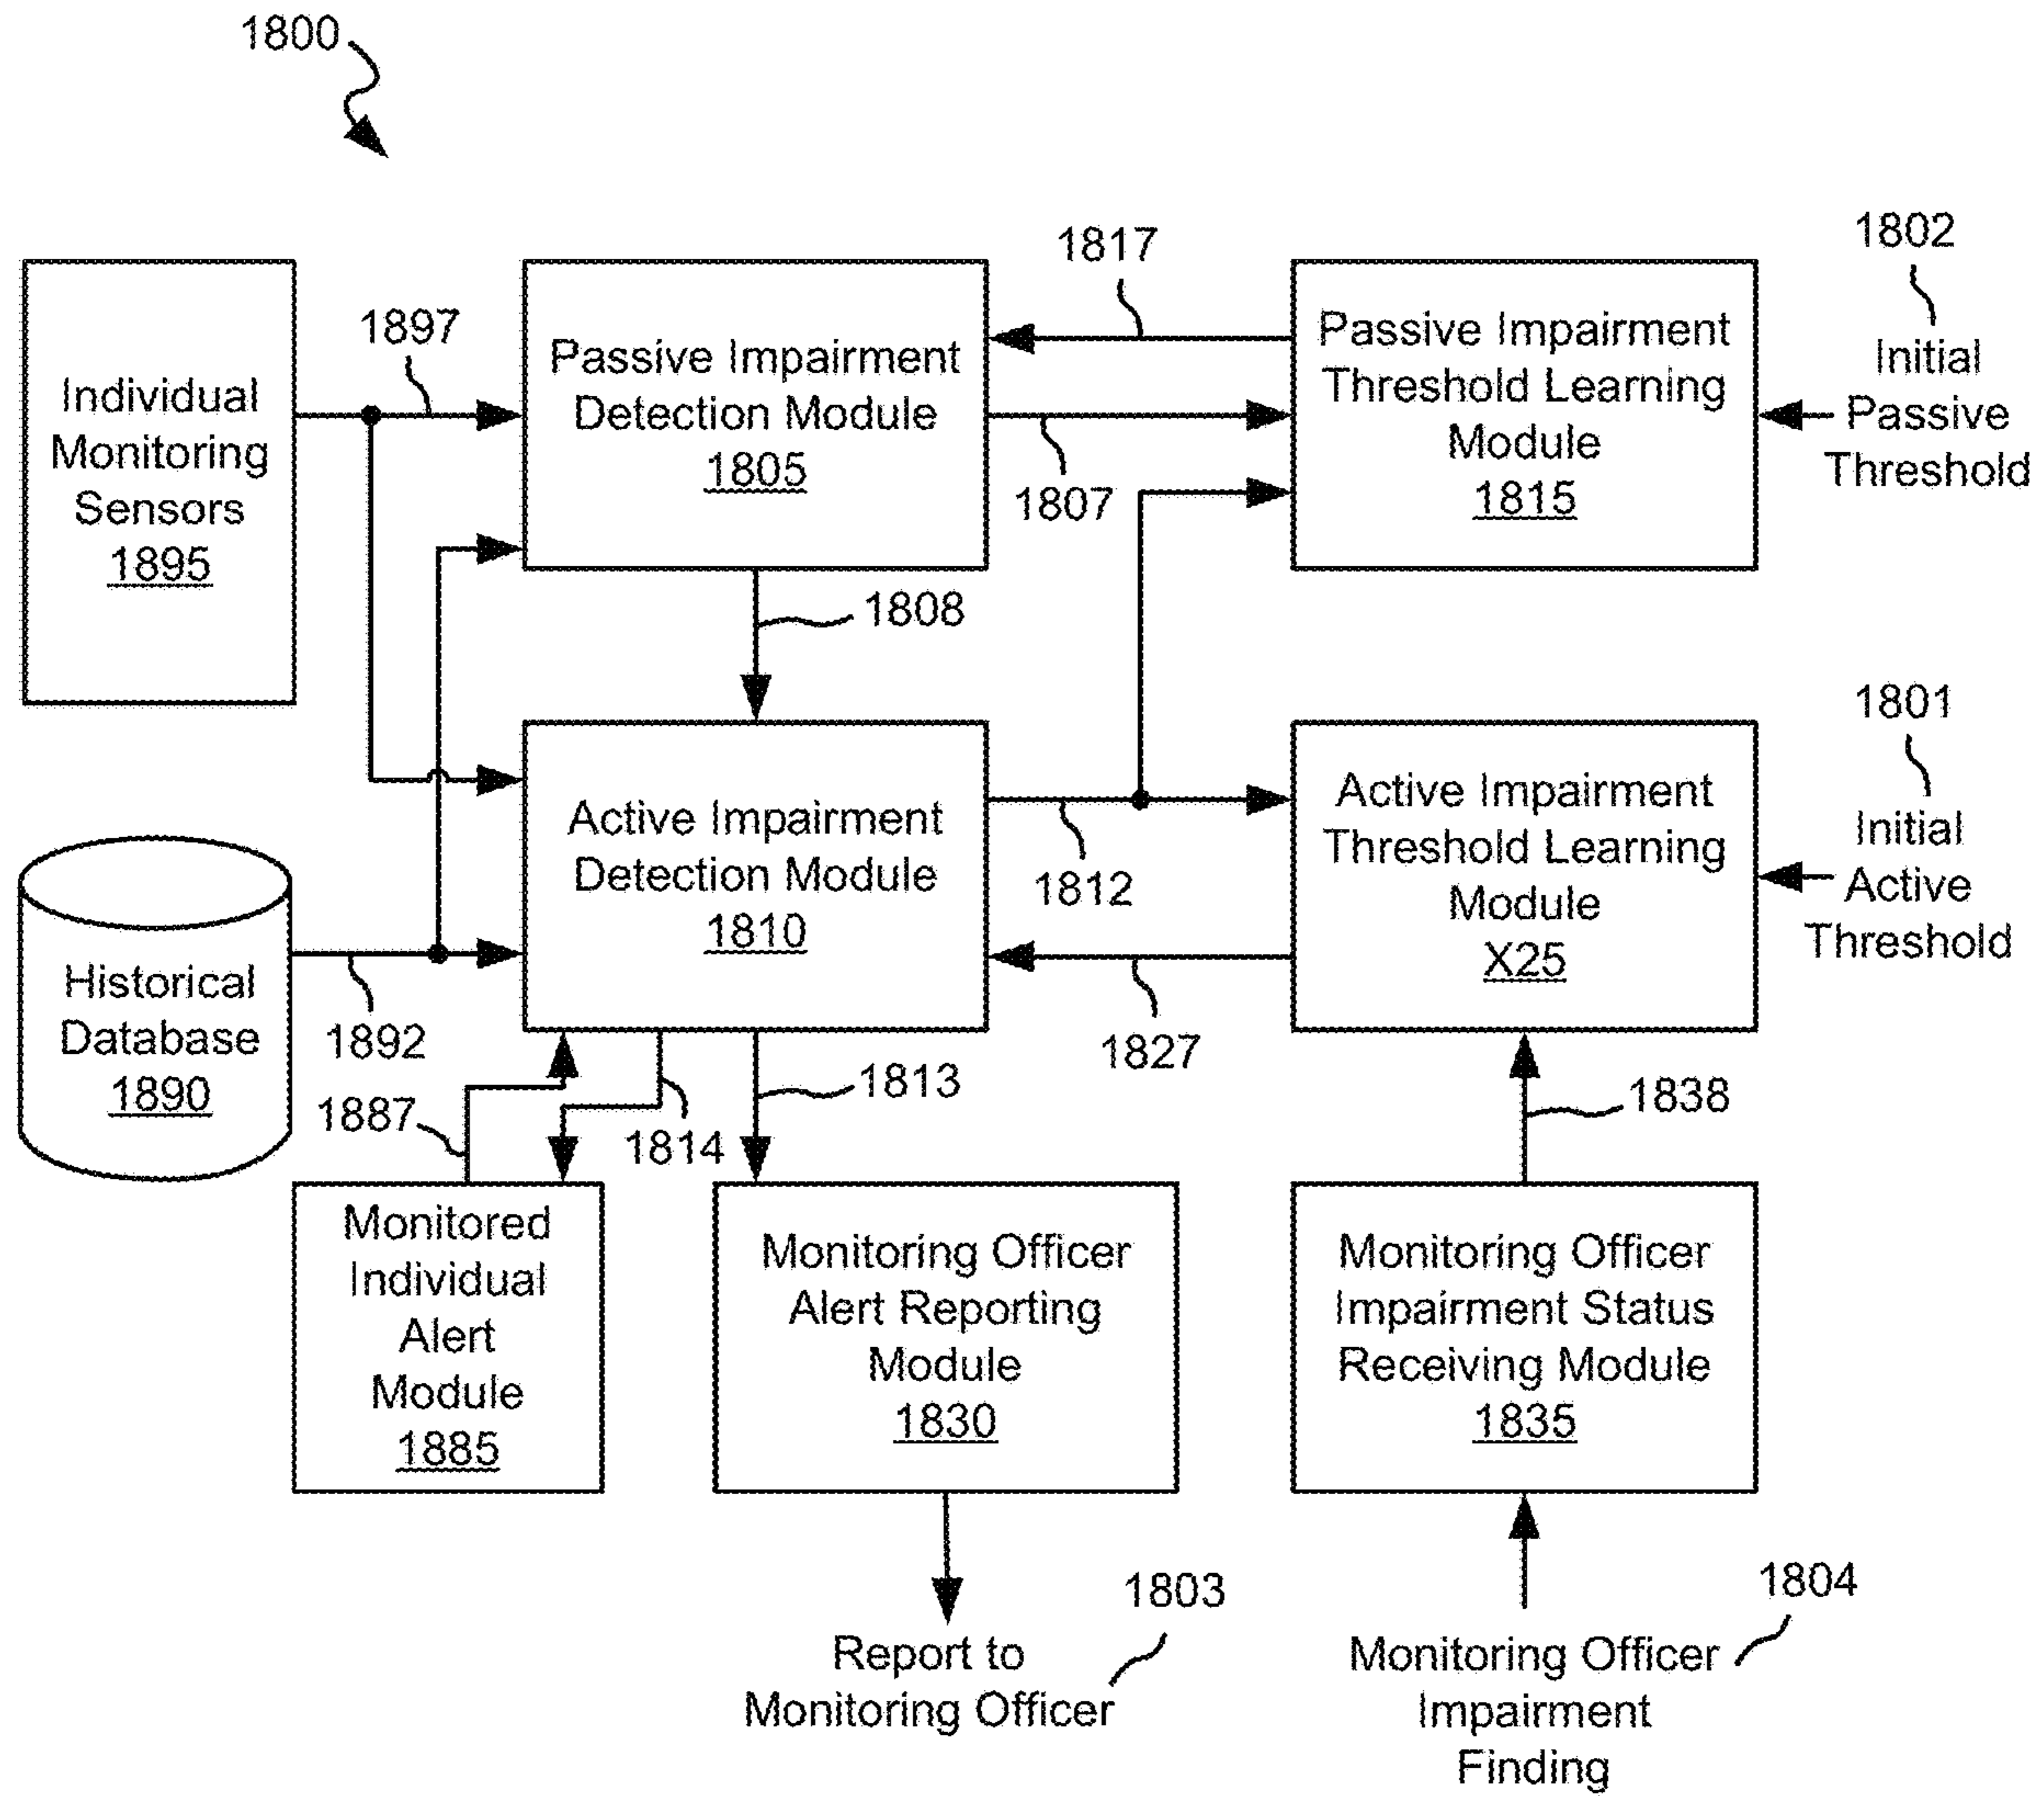 1800
1802
1817
1897
Individual
Monitoring
Sensors
1895
Passive Impairment
Detection Module
1805
Passive Impairment
Threshold Learning
Module
1815
Initial
Passive
Threshold
1807
1808
1801
Active Impairment
Detection Module
1810
1812
Active Impairment
Threshold Learning
Module
X25
Initial
Active
Threshold
Historical
Database
1890
1892
1827
1887
1814
1813
1838
Monitored
Individual
Alert
Module
1885
Monitoring Officer
Alert Reporting
Module
1830
Monitoring Officer
Impairment Status
Receiving Module
1835
1803
Report to
Monitoring Officer
1804
Monitoring Officer
Impairment
Finding